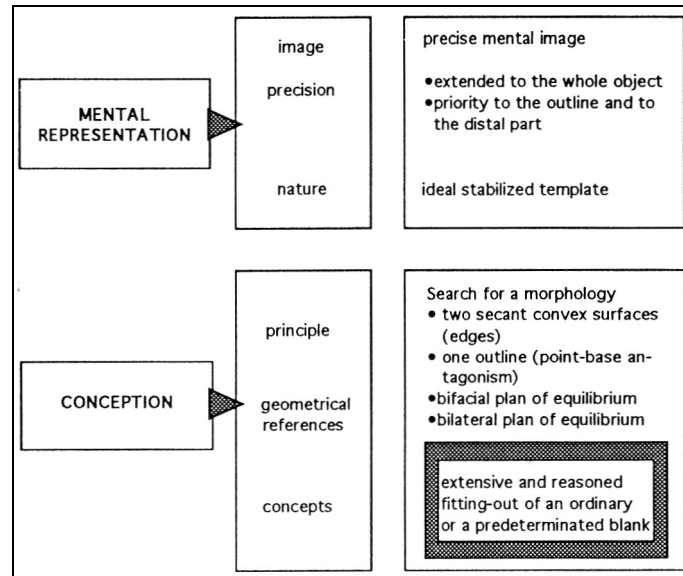 MENTAL
REPRESENTATION
image
precision
nature
precise mental image
•extended to the whole object
•priority to the outline and to
the distal part
ideal stabilized template
CONCEPTION
principle
geometrical
references
concepts
Search for a morphology
• two secant convex surfaces
(edges)
• one outline (point-base an-
tagonism)
•bifacial plan of equilibrium
•bilateral plan of equilibrium
extensive and reasoned
fitting-out of an ordinary
or a predeterminated blank